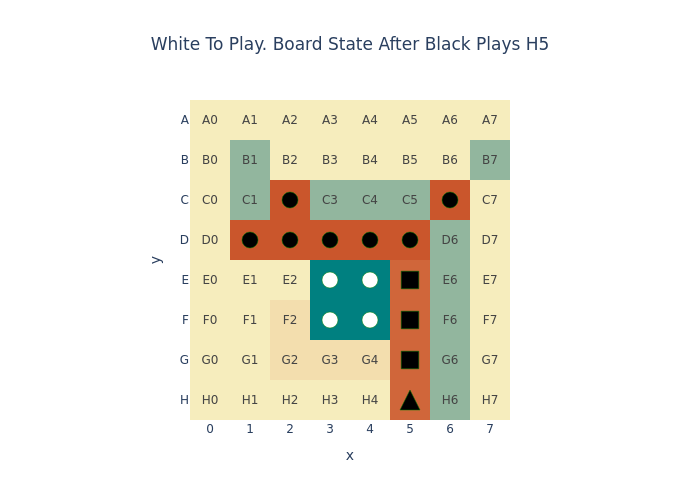 White To Play. Board State After Black Plays H5
A A0 A1 A2 A3 A4 A5 A6 A7
B B0 B1 B2 B3 B4 B5 B6 B7
C C0 C1 C3 C4 C5 C7
D D0 D6 D7
E E0 E1 E2 E6 E7
F F0 F1 F2 F6 F7
G G0 G1 G2 G3 G4 G6 G7
H H0 H1 H2 H3 H4 H6 H7
0 1 2 3 4 5 6 7
x
y